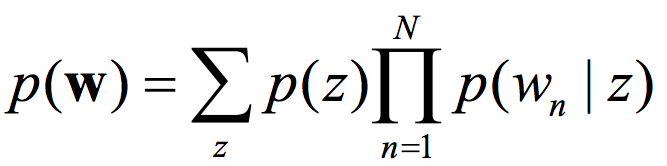 p(w) = ∑_z p(z) ∏_{n=1}^{N} p(w_n | z)